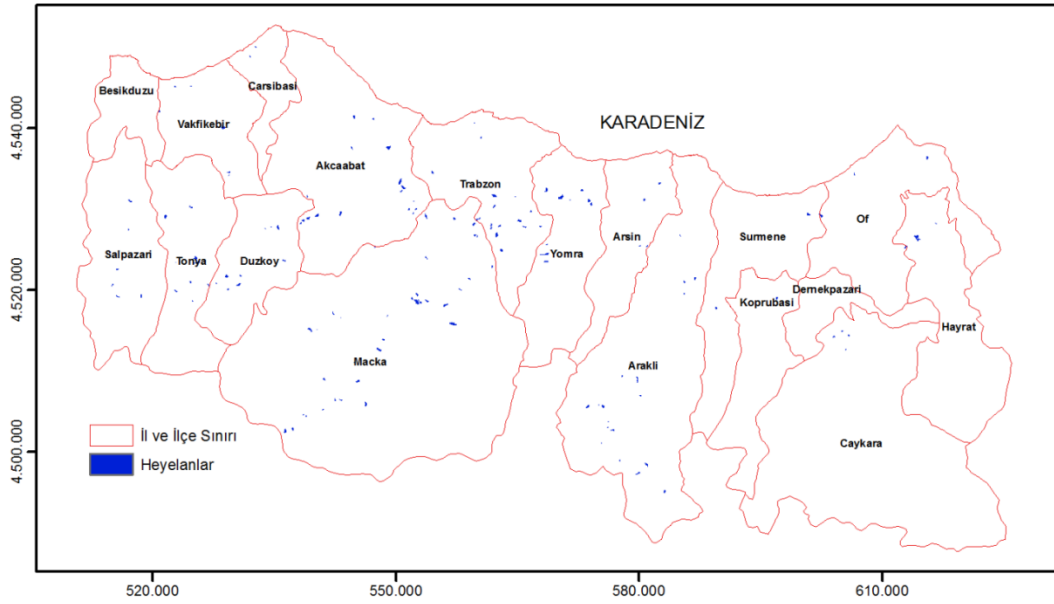 KARADENİZ
4.540.000
4.520.000
4.500.000
Besikduzu
Carsibasi
Vakfikebir
Akcaabat
Trabzon
Salpazari
Tonya
Duzkoy
Yomra
Arsin
Surmene
Of
Koprubasi
Dernekpazari
Hayrat
Macka
Arakli
Caykara
İl ve İlçe Sınırı
Heyelanlar
520.000
550.000
580.000
610.000